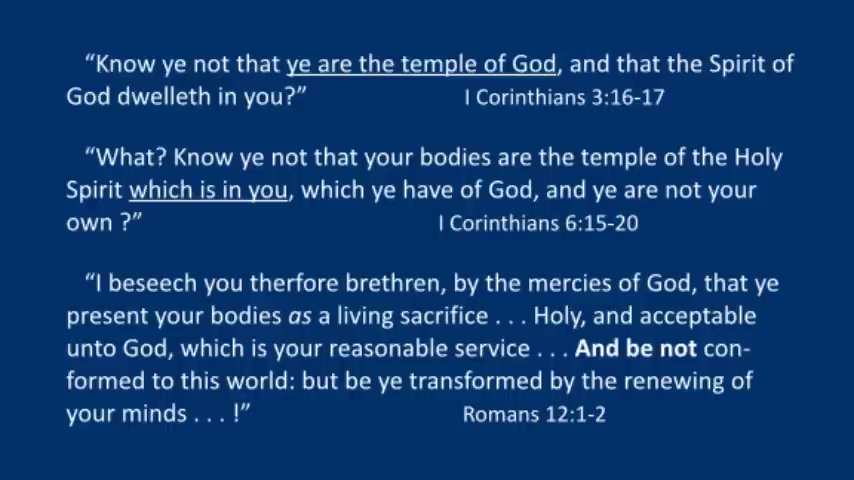 “Know ye not that ye are the temple of God, and that the Spirit of
God dwelleth in you?” I Corinthians 3:16-17
“What? Know ye not that your bodies are the temple of the Holy
Spirit which is in you, which ye have of God, and ye are not your
own ?” I Corinthians 6:15-20
“I beseech you therfore brethren, by the mercies of God, that ye
present your bodies as a living sacrifice . . . Holy, and acceptable
unto God, which is your reasonable service . . . And be not con-
formed to this world: but be ye transformed by the renewing of
your minds . . . !” Romans 12:1-2